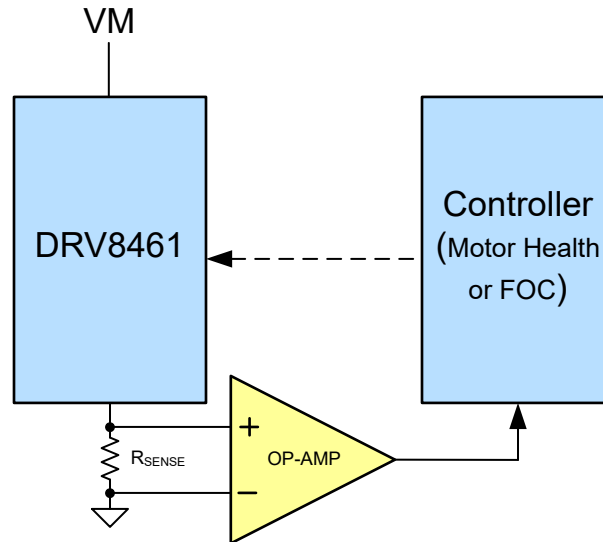 VM
DRV8461
Controller
(Motor Health
or FOC)
+
OP-AMP
−
RSENSE